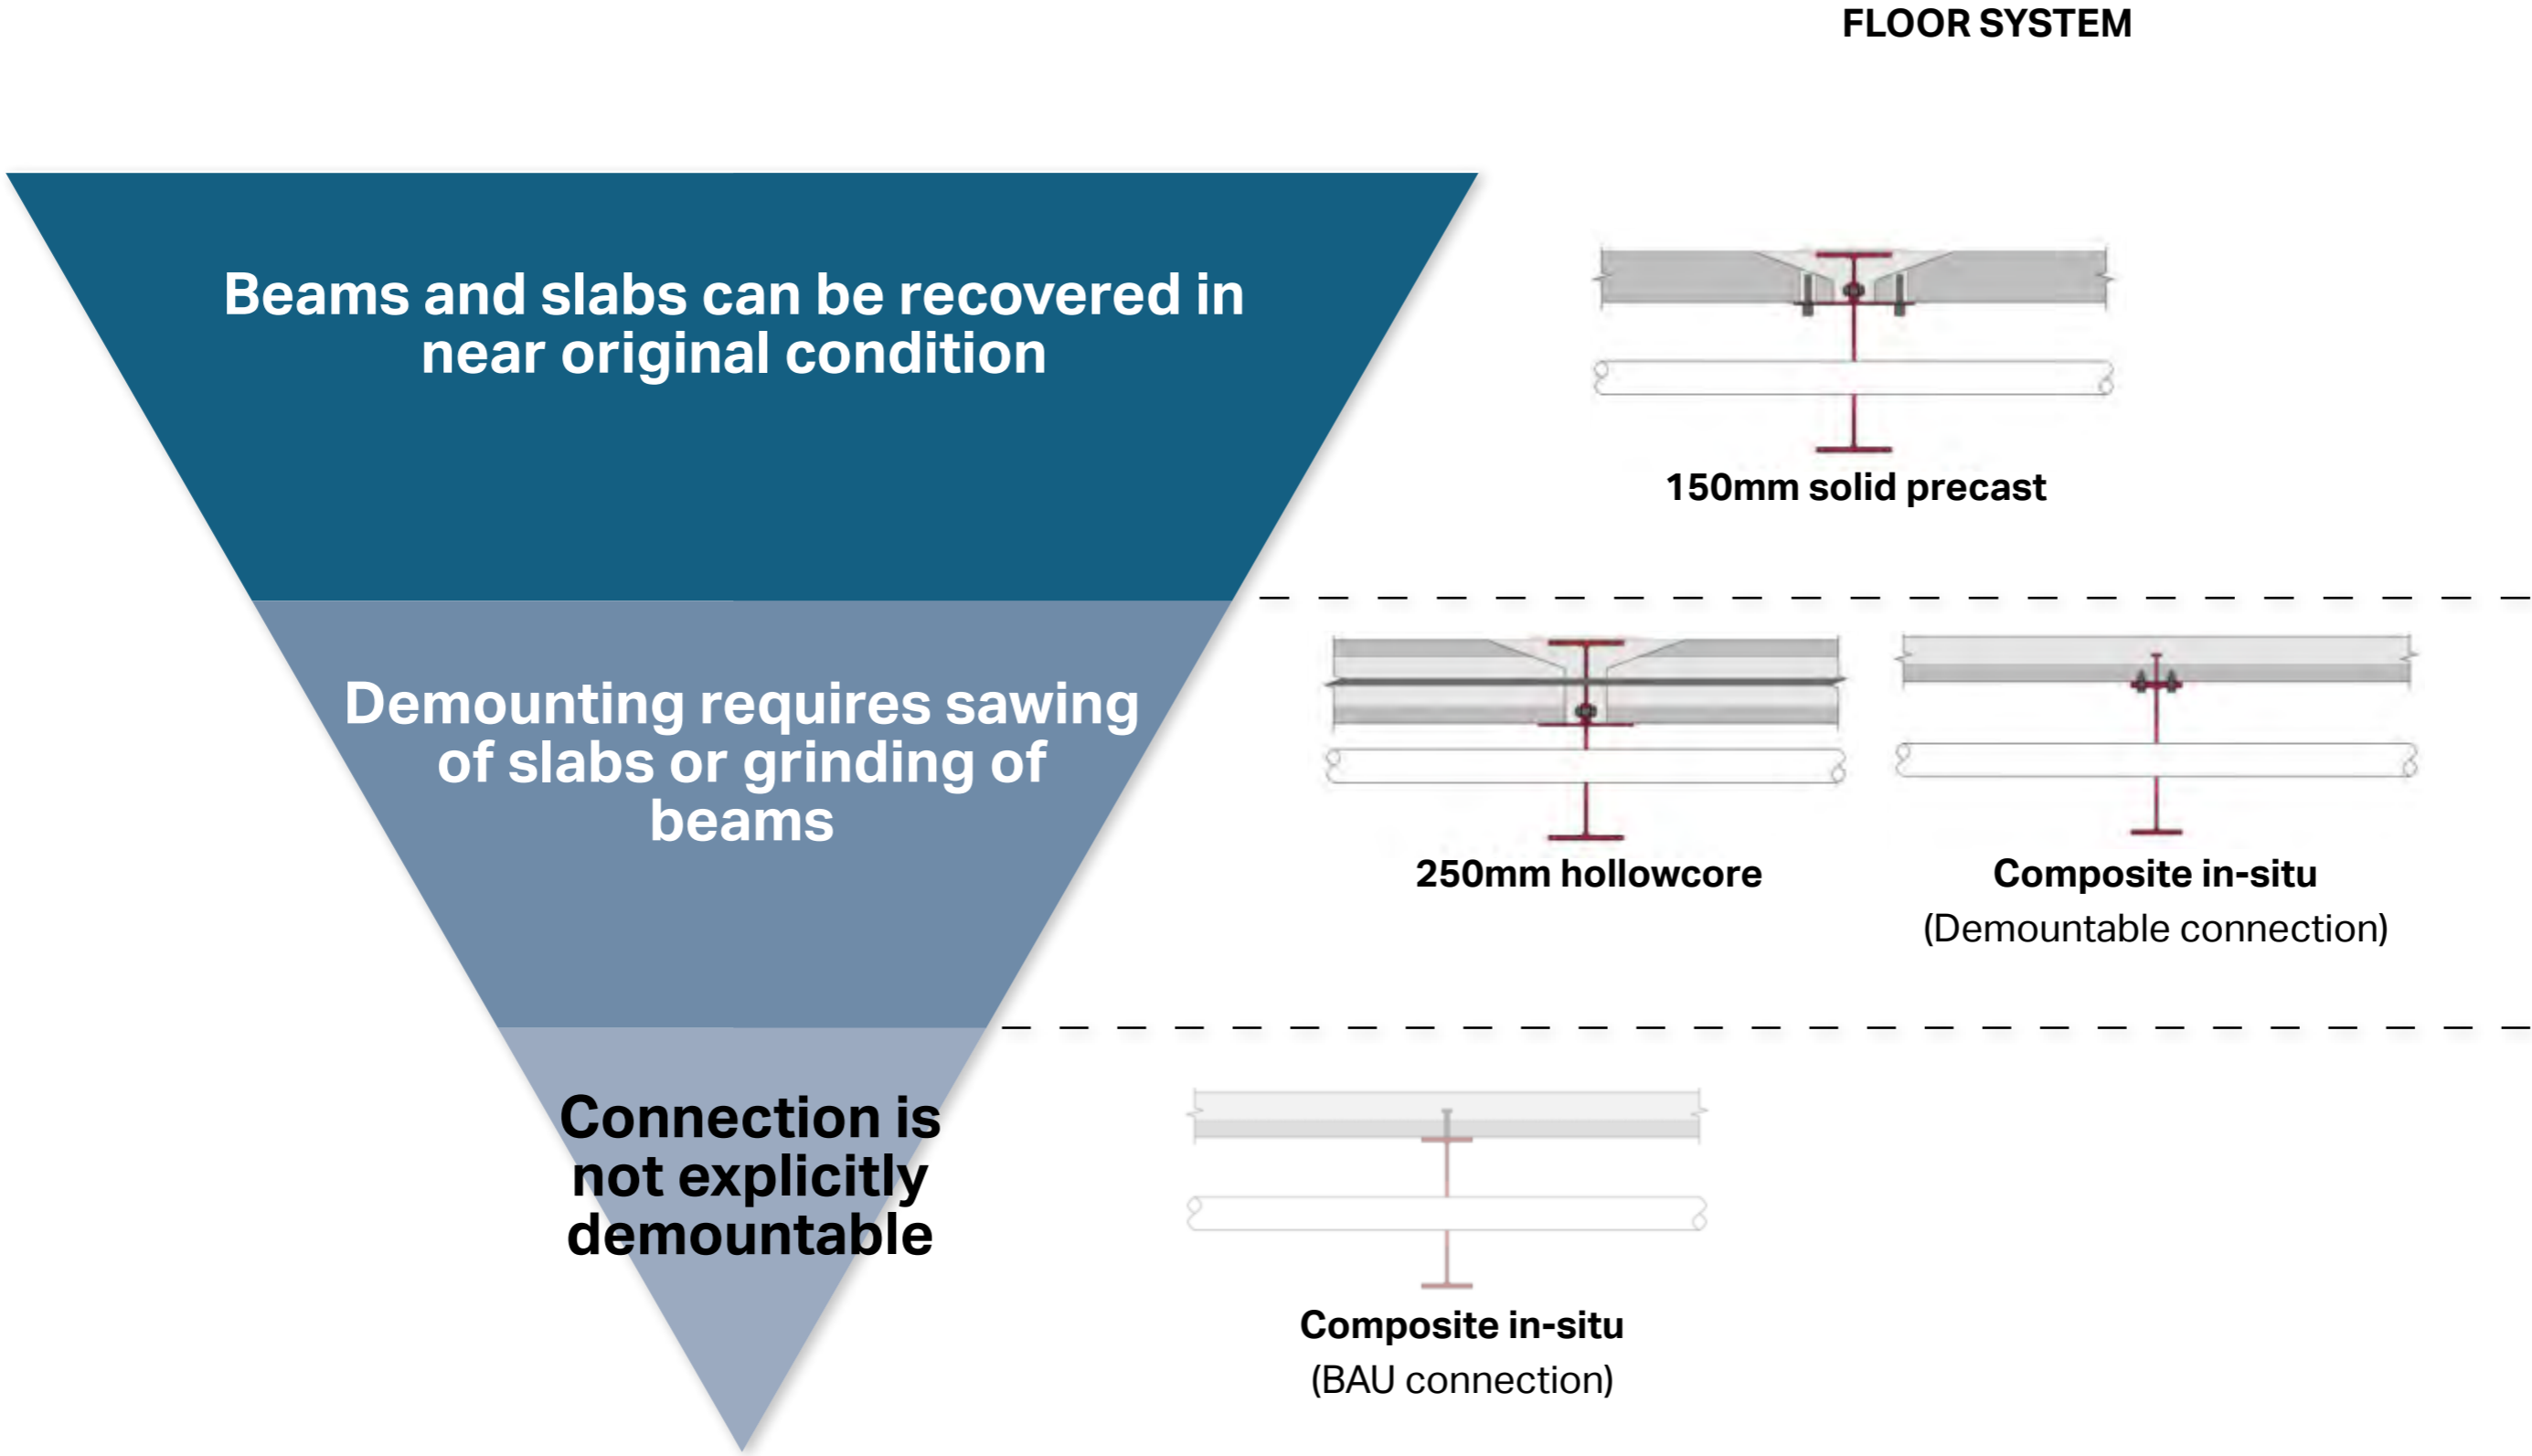 FLOOR SYSTEM
Beams and slabs can be recovered in
near original condition
150mm solid precast
Demounting requires sawing
of slabs or grinding of
beams
250mm hollowcore
Composite in-situ
(Demountable connection)
Connection is
not explicitly
demountable
Composite in-situ
(BAU connection)